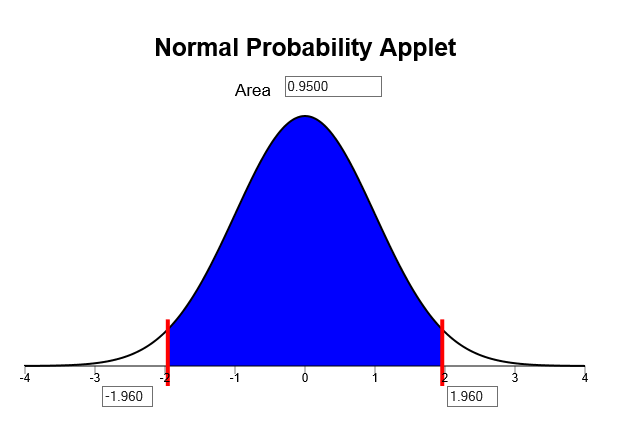 Normal Probability Applet
Area 0.9500
-4 -3 -2 -1 0 1 2 3 4
-1.960 1.960